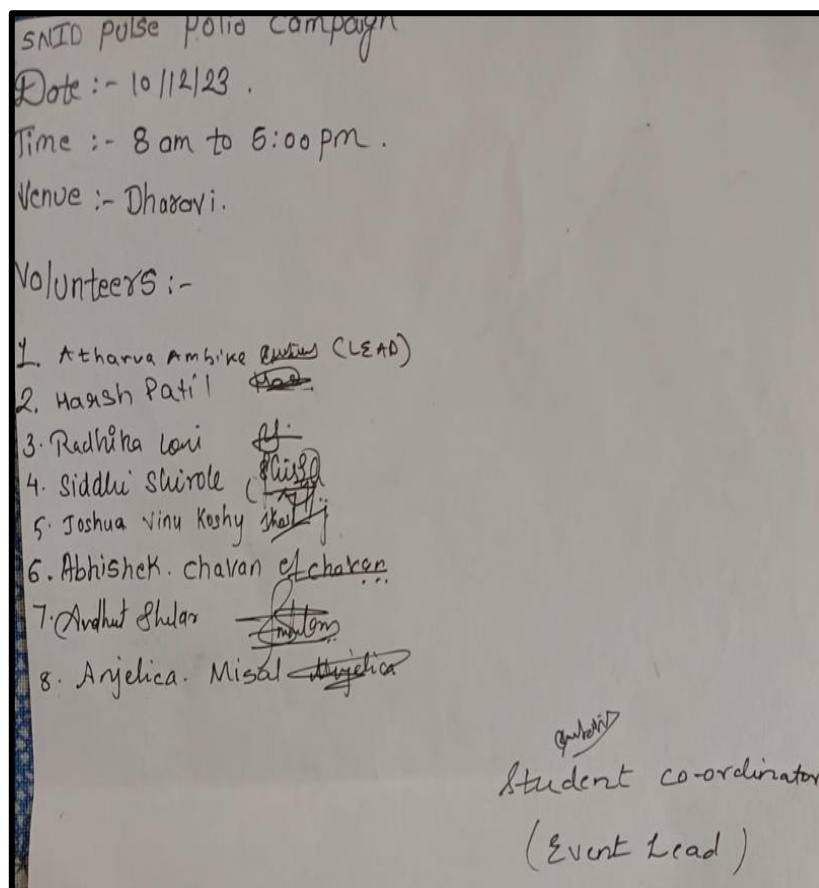 SNID Pulse Polio Campaign
Date :- 10/12/23 .
Time :- 8 am to 5:00 pm .
Venue :- Dharavi.
Volunteers :-
1. Atharva Ambike (LEAD)
2. Harsh Patil
3. Radhika Loni
4. Siddhi Shirole
5. Joshua Vinu Koshy
6. Abhishek. Chavan
7. Avdhut Shelar
8. Anjelica. Misal Anjelica
Student co-ordinator
(Event Lead)